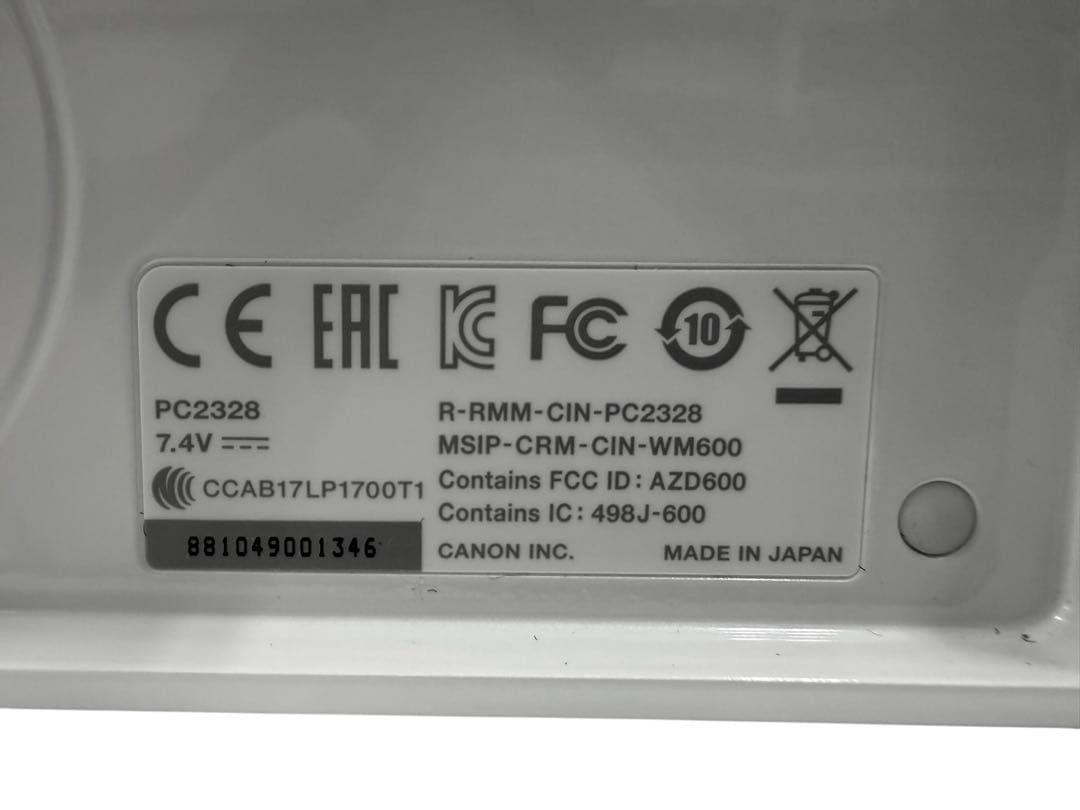 CE EAC KC FC 10
PC2328
7.4V
CCAB17LP1700T1
881049001346
R-RMM-CIN-PC2328
MSIP-CRM-CIN-WM600
Contains FCC ID: AZD600
Contains IC: 498J-600
CANON INC. MADE IN JAPAN